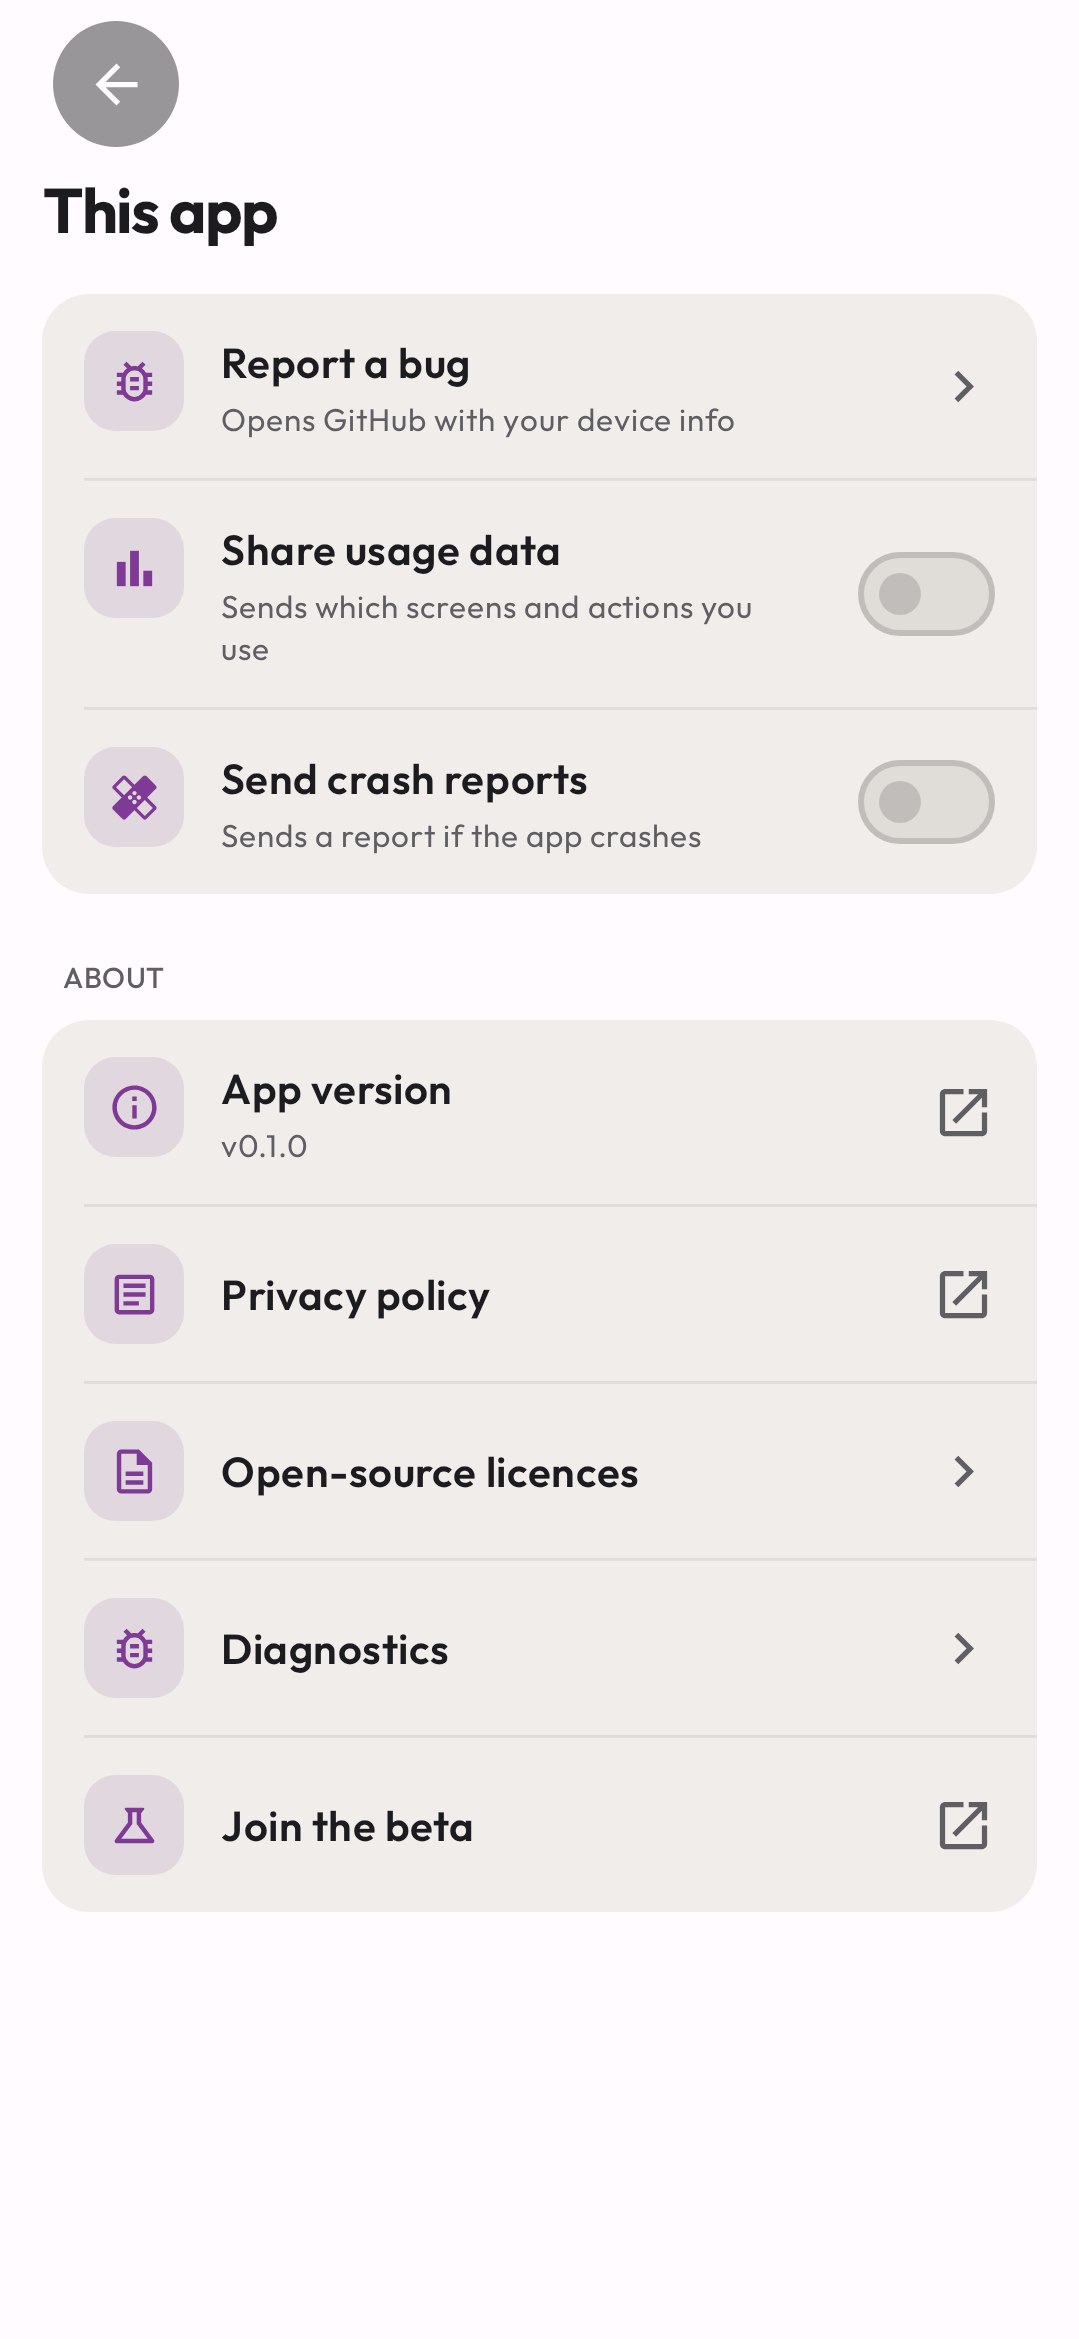 This app
Report a bug
Opens GitHub with your device info
Share usage data
Sends which screens and actions you
use
Send crash reports
Sends a report if the app crashes
ABOUT
App version
v0.1.0
Privacy policy
Open-source licences
Diagnostics
Join the beta